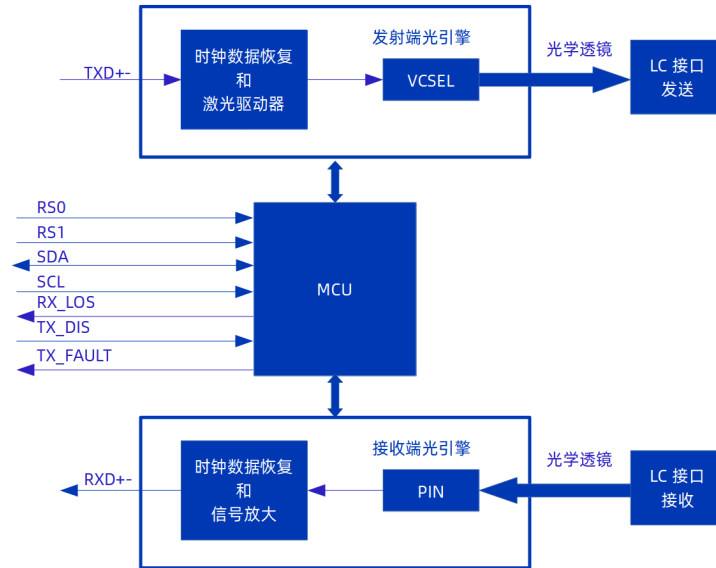 发射端光引擎
时钟数据恢复
和
激光驱动器
TXD+-
VCSEL
光学透镜
LC 接口
发送
RS0
RS1
SDA
SCL
RX_LOS
TX_DIS
TX_FAULT
MCU
接收端光引擎
时钟数据恢复
和
信号放大
RXD+-
PIN
光学透镜
LC 接口
接收